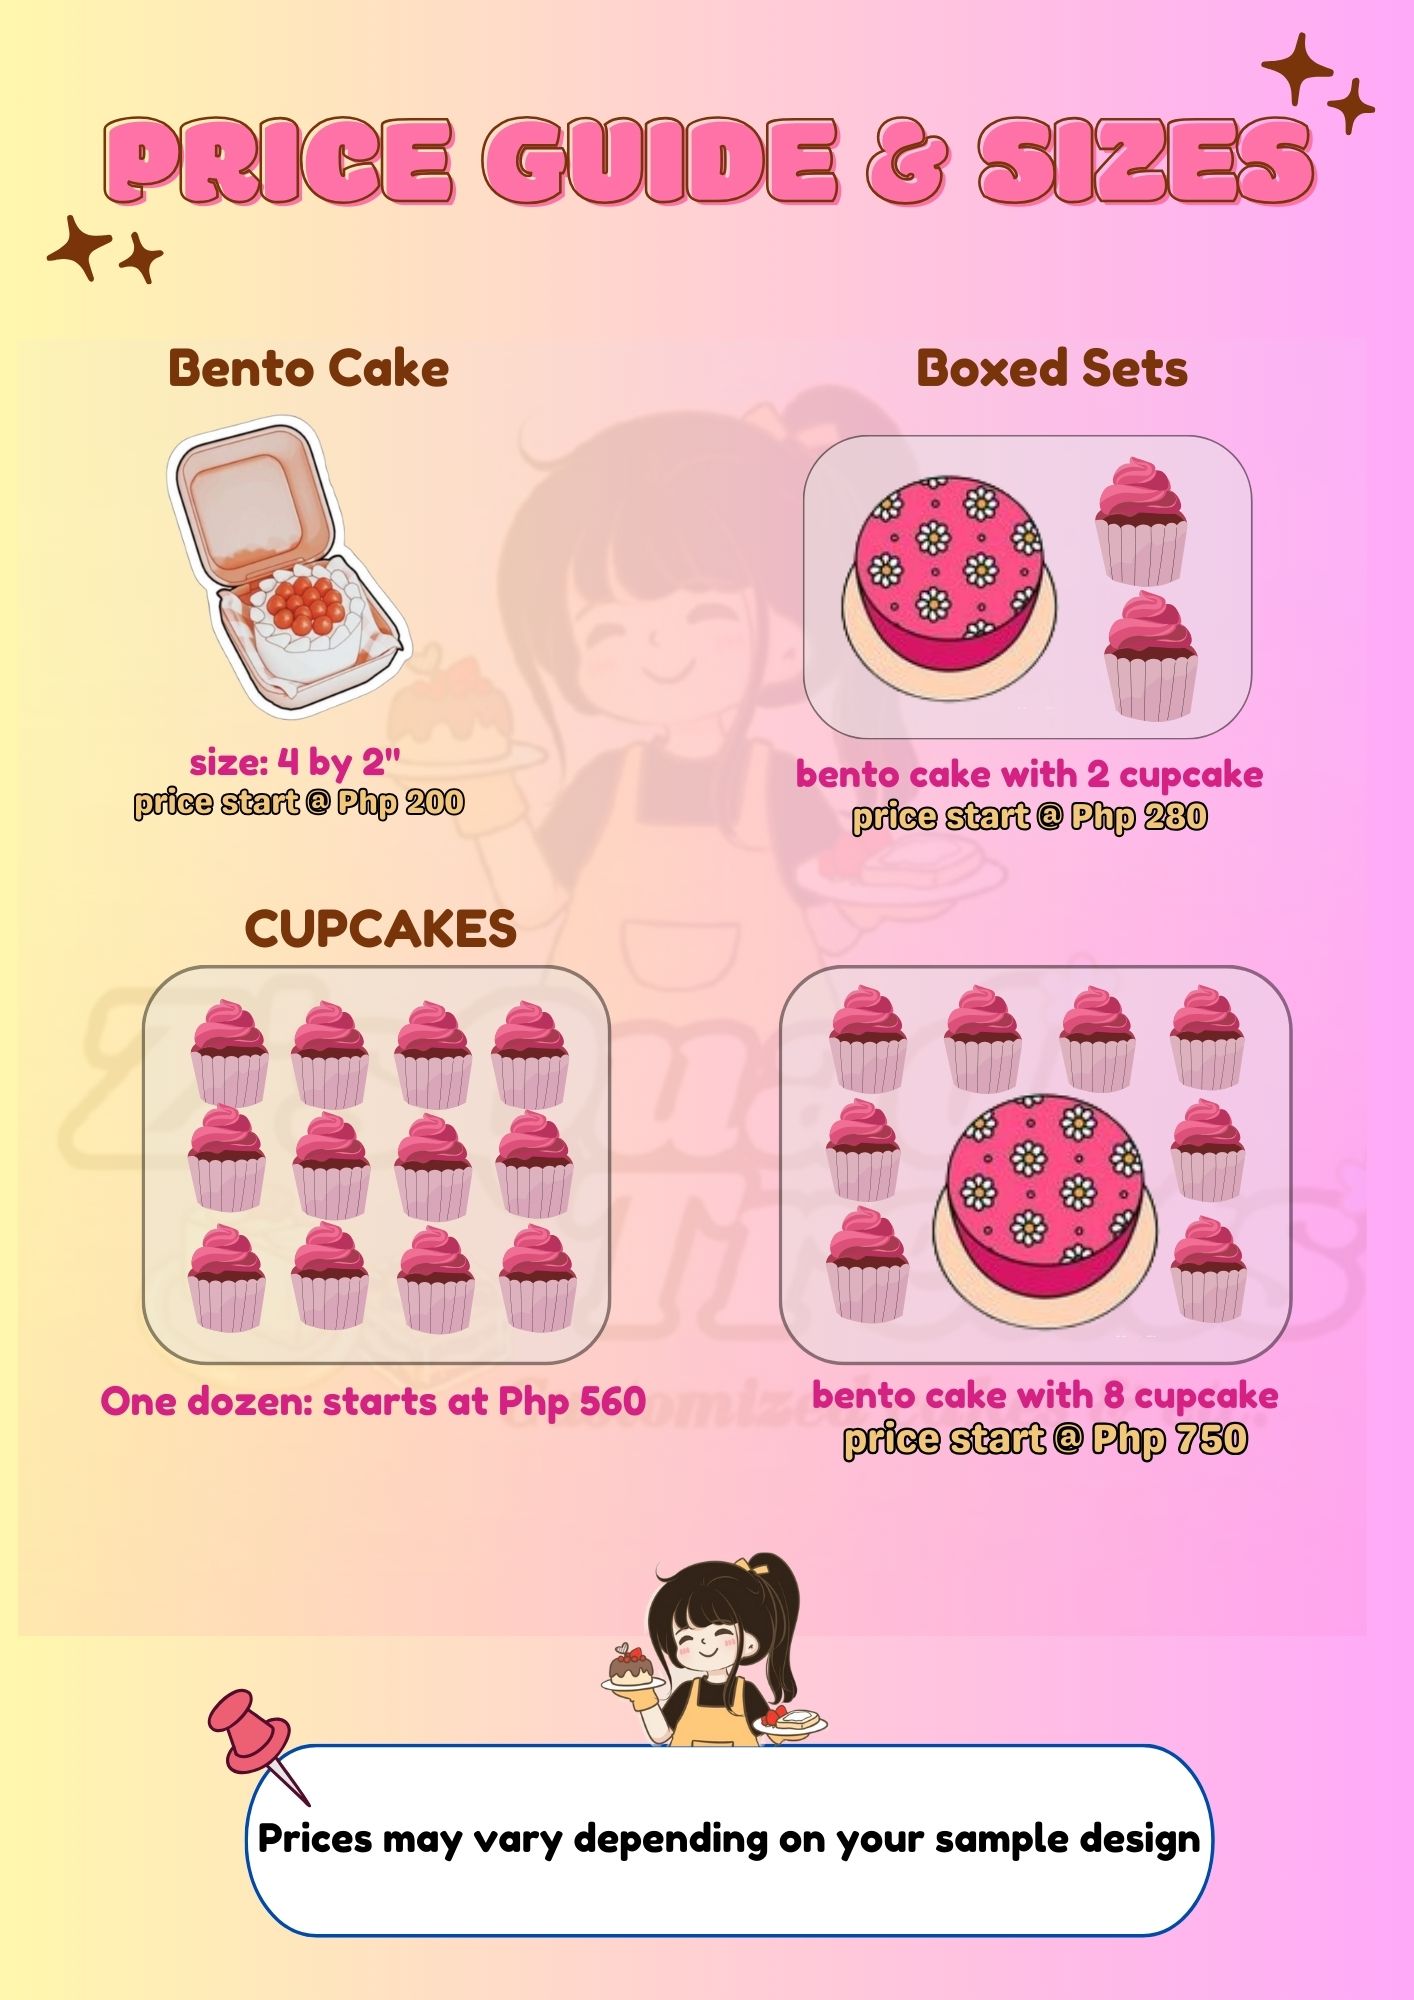 PRICE GUIDE & SIZES
Bento Cake
size: 4 by 2"
price start @ Php 200
Boxed Sets
bento cake with 2 cupcake
price start @ Php 280
CUPCAKES
One dozen: starts at Php 560
bento cake with 8 cupcake
price start @ Php 750
Prices may vary depending on your sample design